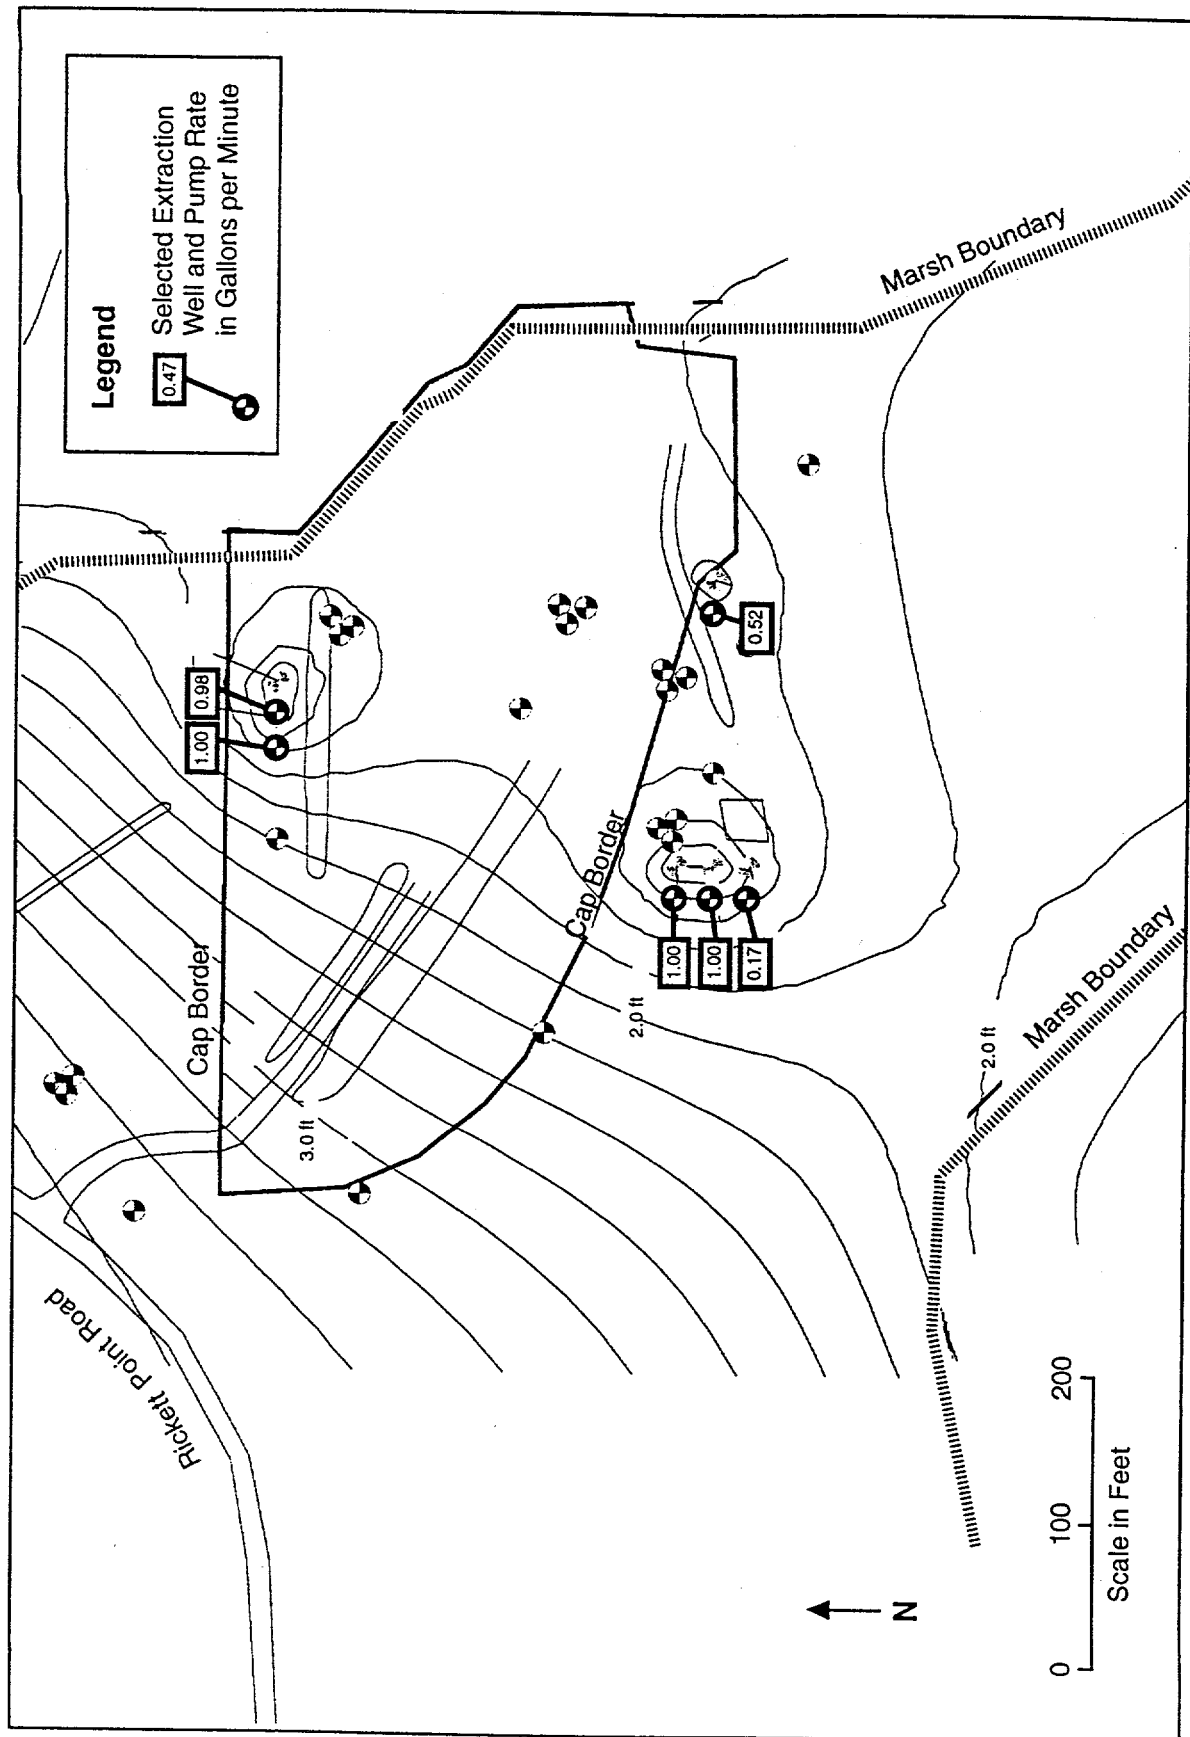 Legend
0.47
Selected Extraction
Well and Pump Rate
in Gallons per Minute
Rickett Point Road
Cap Border
1.00
0.98
3.0 ft
Cap Border
2.0 ft
1.00
1.00
0.17
0.52
Marsh Boundary
Marsh Boundary
2.0 ft
N
0
100
200
Scale in Feet